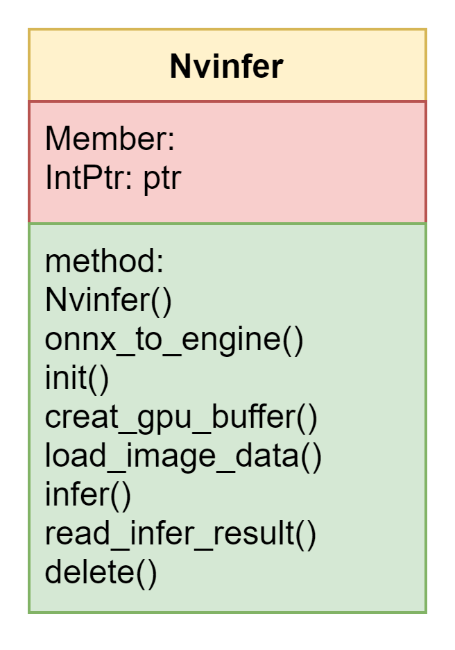 Nvinfer
Member:
IntPtr: ptr
method:
Nvinfer()
onnx_to_engine()
init()
creat_gpu_buffer()
load_image_data()
infer()
read_infer_result()
delete()